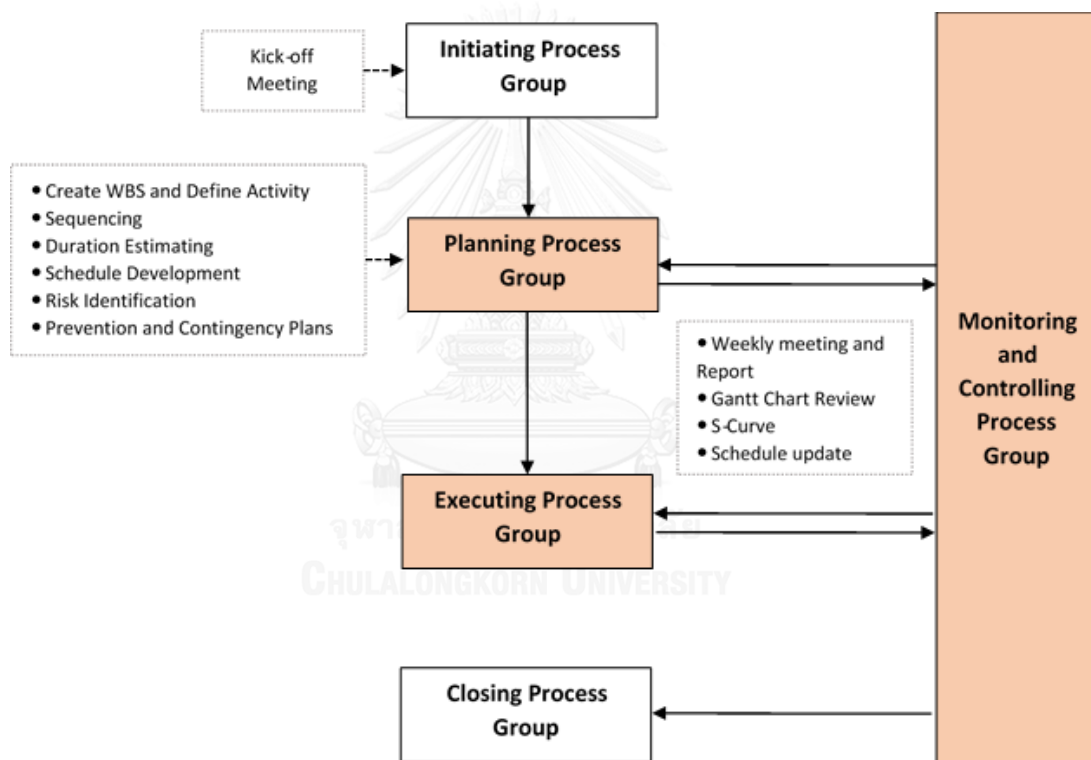 Kick-off
Meeting
Initiating Process
Group
• Create WBS and Define Activity
• Sequencing
• Duration Estimating
• Schedule Development
• Risk Identification
• Prevention and Contingency Plans
Planning Process
Group
• Weekly meeting and
Report
• Gantt Chart Review
• S-Curve
• Schedule update
Monitoring
and
Controlling
Process
Group
Executing Process
Group
CHULALONGKORN UNIVERSITY
Closing Process
Group